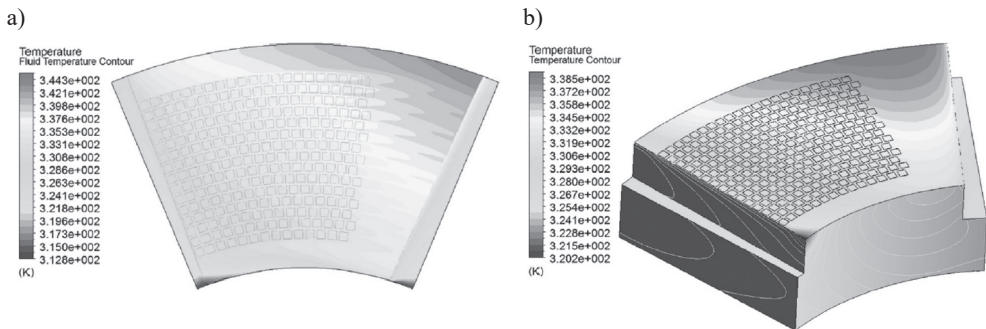 a)
Temperature
Fluid Temperature Contour
3.443e+002
3.421e+002
3.398e+002
3.376e+002
3.353e+002
3.331e+002
3.308e+002
3.286e+002
3.263e+002
3.241e+002
3.218e+002
3.196e+002
3.173e+002
3.150e+002
3.128e+002
(K)
b)
Temperature
Temperature Contour
3.385e+002
3.372e+002
3.358e+002
3.345e+002
3.332e+002
3.319e+002
3.306e+002
3.293e+002
3.280e+002
3.267e+002
3.254e+002
3.241e+002
3.228e+002
3.215e+002
3.202e+002
(K)